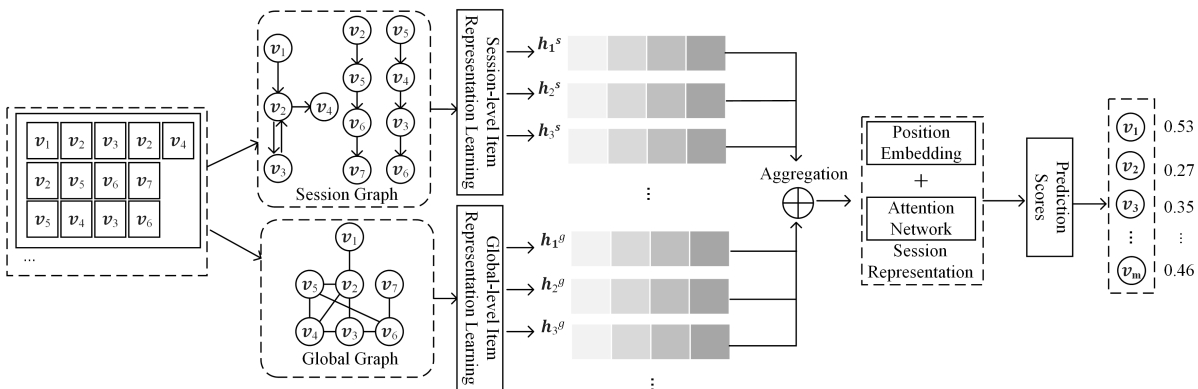 v1 v2 v3 v2 v4
v2 v5 v6 v7
v5 v4 v3 v6
...
v1
v2
v4
v3
v2
v5
v6
v7
v5
v4
v3
v6
Session Graph
v1
v5 v2 v7
v4 v3 v6
Global Graph
Session-level Item
Representation Learning
Global-level Item
Representation Learning
h1s
h2s
h3s
...
h1g
h2g
h3g
...
Aggregation
Position
Embedding
+
Attention
Network
Session
Representation
Prediction
Scores
v1 0.53
v2 0.27
v3 0.35
... ...
vm 0.46